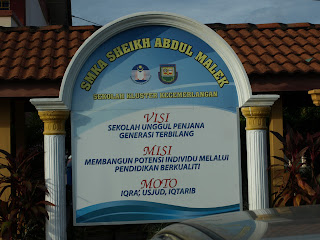 SMKA SHEIKH ABDUL MALEK
SEKOLAH KLUSTER KECEMERLANGAN
VISI
SEKOLAH UNGGUL PENJANA
GENERASI TERBILANG
MISI
MEMBANGUN POTENSI INDIVIDU MELALUI
PENDIDIKAN BERKUALITI
MOTO
IQRA', USJUD, IQTARIB